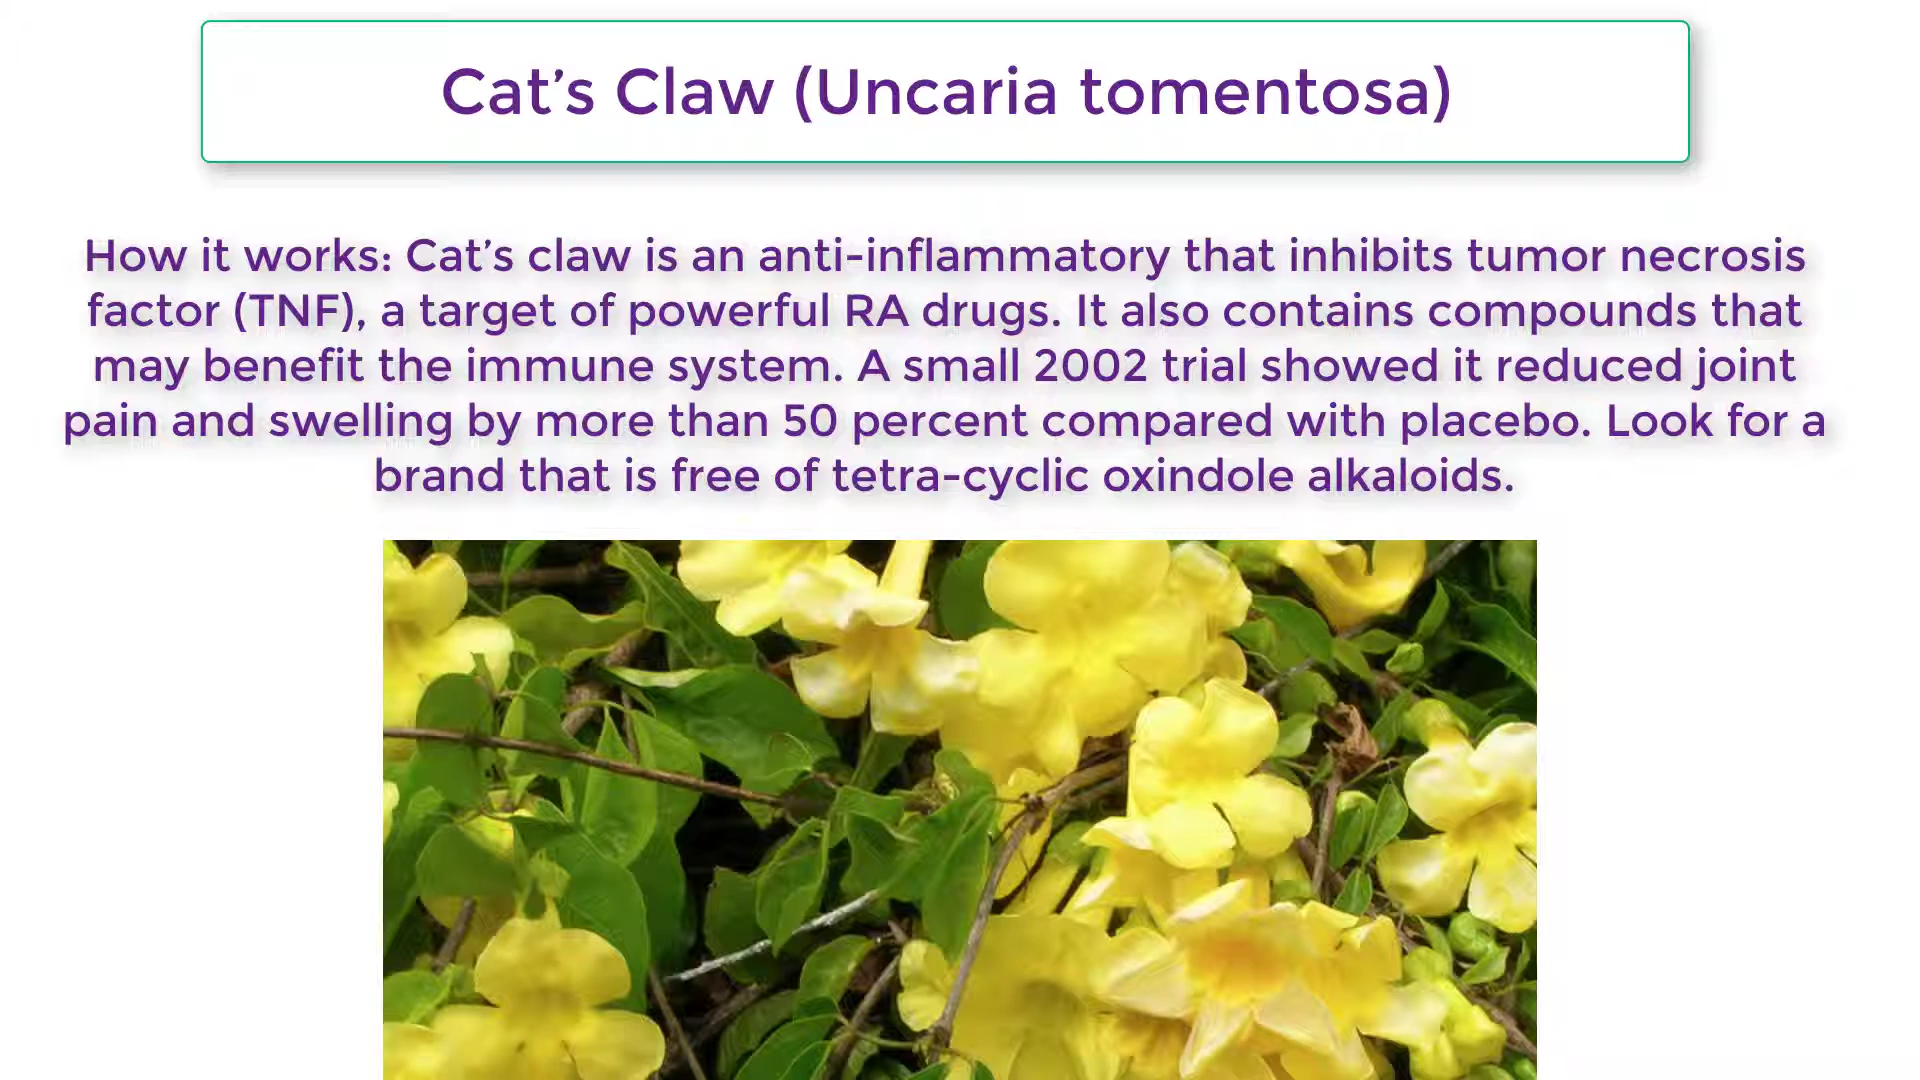 Cat’s Claw (Uncaria tomentosa)
How it works: Cat’s claw is an anti-inflammatory that inhibits tumor necrosis
factor (TNF), a target of powerful RA drugs. It also contains compounds that
may benefit the immune system. A small 2002 trial showed it reduced joint
pain and swelling by more than 50 percent compared with placebo. Look for a
brand that is free of tetra-cyclic oxindole alkaloids.